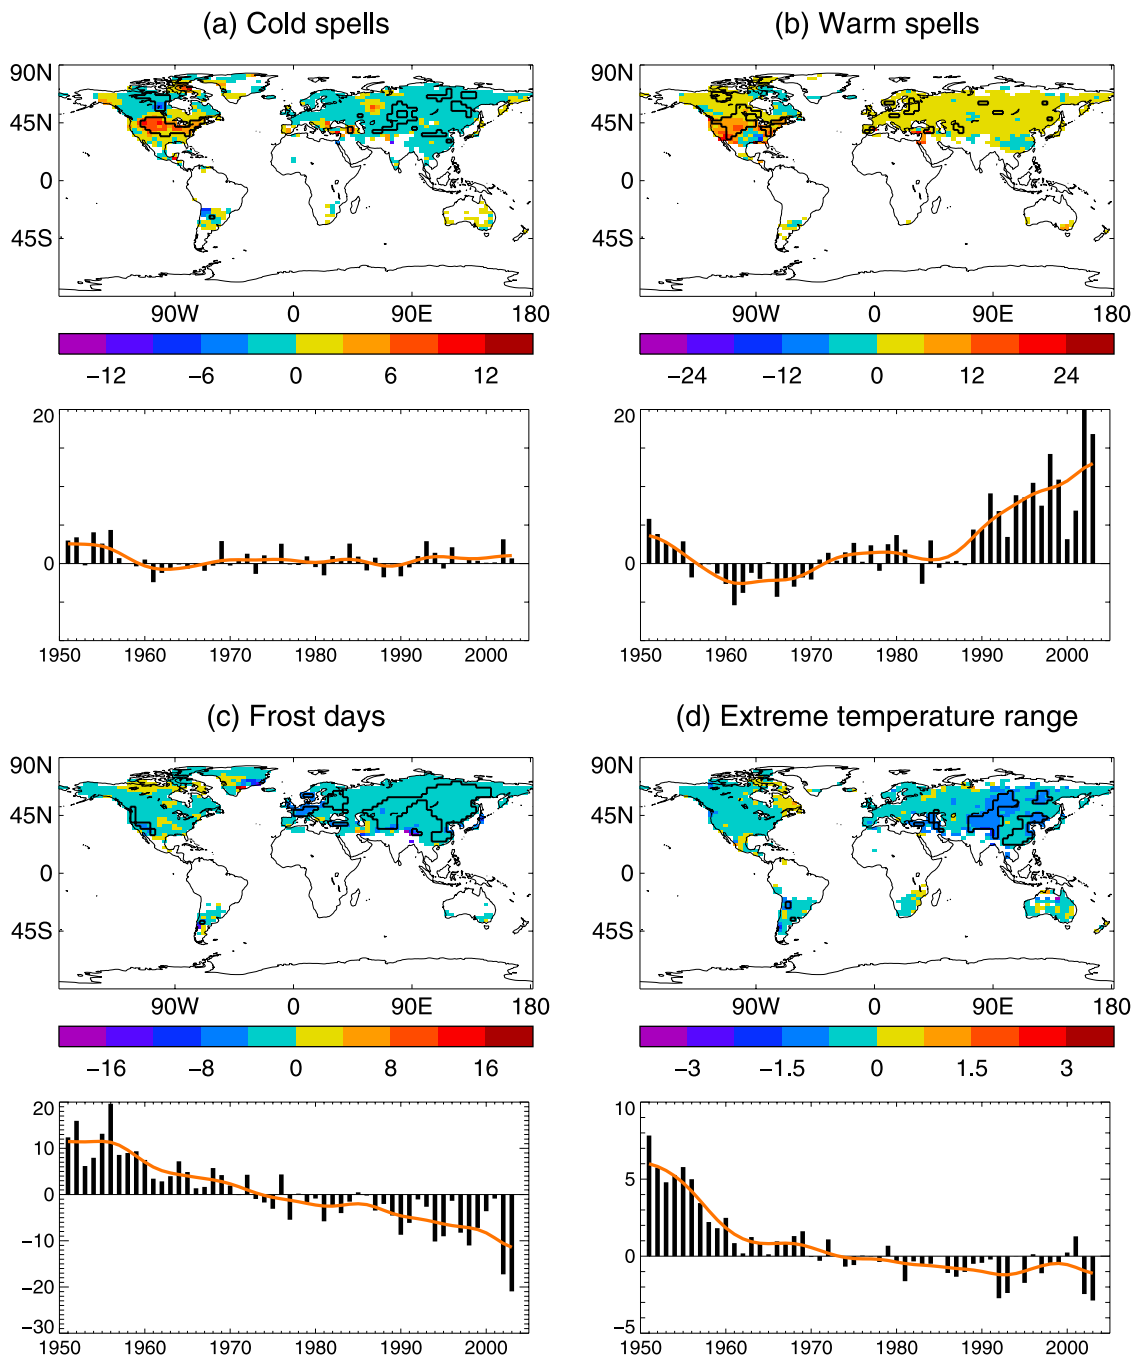 (a) Cold spells
(b) Warm spells
90N
45N
0
45S
90W 0 90E 180
−12 −6 0 6 12
90N
45N
0
45S
90W 0 90E 180
−24 −12 0 12 24
20
0
1950 1960 1970 1980 1990 2000
20
0
1950 1960 1970 1980 1990 2000
(c) Frost days
(d) Extreme temperature range
90N
45N
0
45S
90W 0 90E 180
−16 −8 0 8 16
90N
45N
0
45S
90W 0 90E 180
−3 −1.5 0 1.5 3
20
10
0
−10
−20
−30
1950 1960 1970 1980 1990 2000
10
5
0
−5
1950 1960 1970 1980 1990 2000